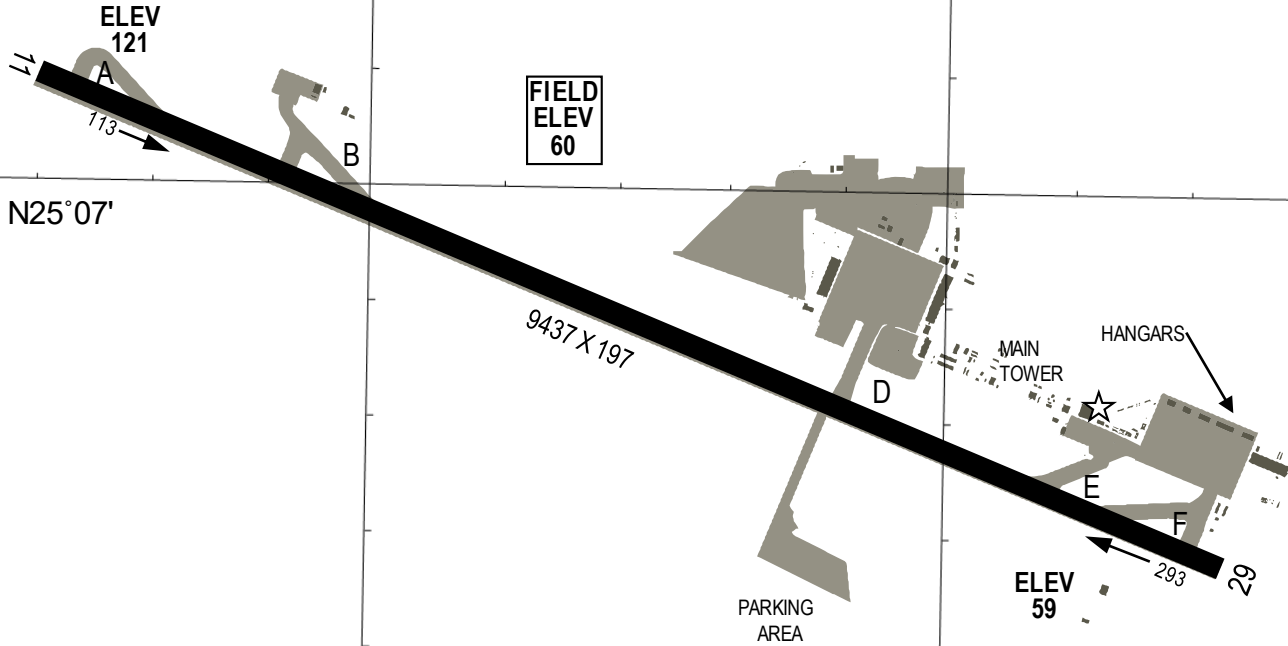 ELEV
121
11
A
113
B
FIELD
ELEV
60
N25°07'
9437 X 197
D
MAIN
TOWER
HANGARS
E
F
293
29
ELEV
59
PARKING
AREA